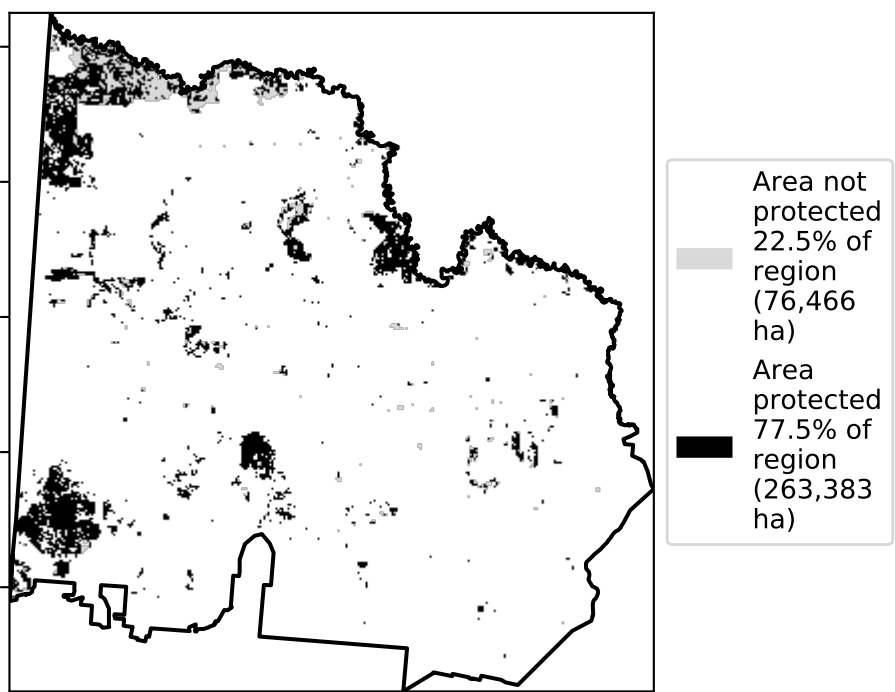 Area not
protected
22.5% of
region
(76,466
ha)
Area
protected
77.5% of
region
(263,383
ha)